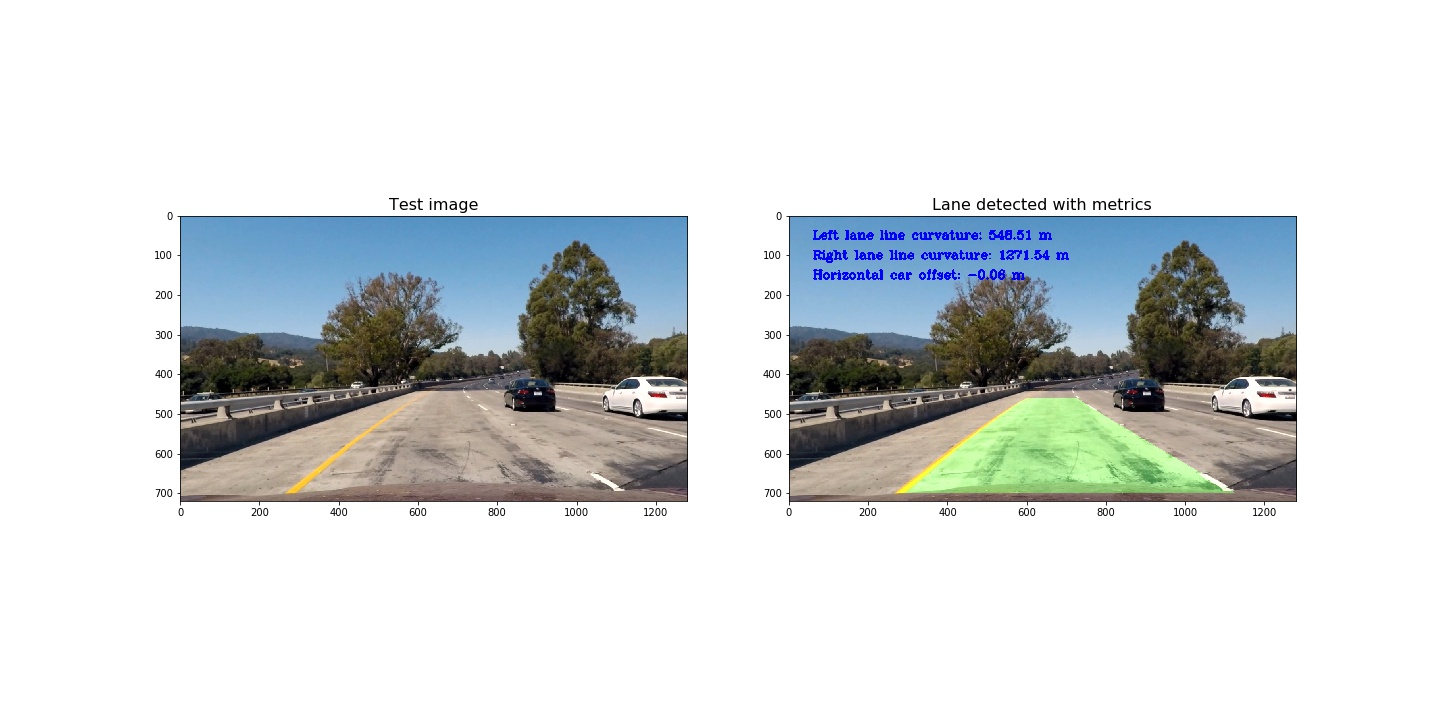 Test image
0
100
200
300
400
500
600
700
0 200 400 600 800 1000 1200
Lane detected with metrics
Left lane line curvature: 548.51 m
Right lane line curvature: 1271.54 m
Horizontal car offset: -0.06 m
0
100
200
300
400
500
600
700
0 200 400 600 800 1000 1200